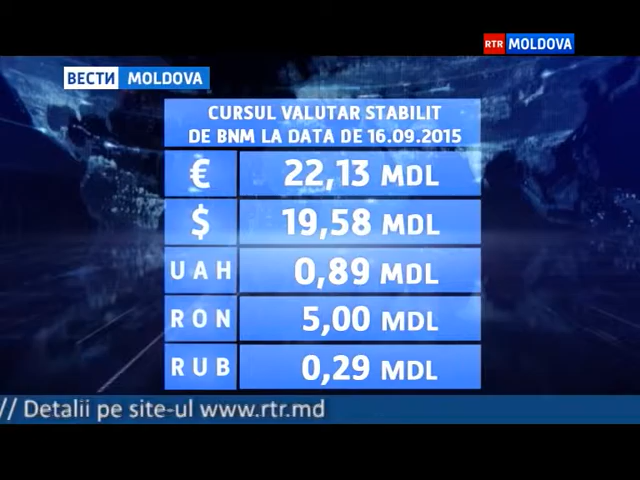 RTR MOLDOVA
ВЕСТИ MOLDOVA
CURSUL VALUTAR STABILIT
DE BNM LA DATA DE 16.09.2015
€ 22,13 MDL
$ 19,58 MDL
UAH 0,89 MDL
RON 5,00 MDL
RUB 0,29 MDL
// Detalii pe site-ul www.rtr.md